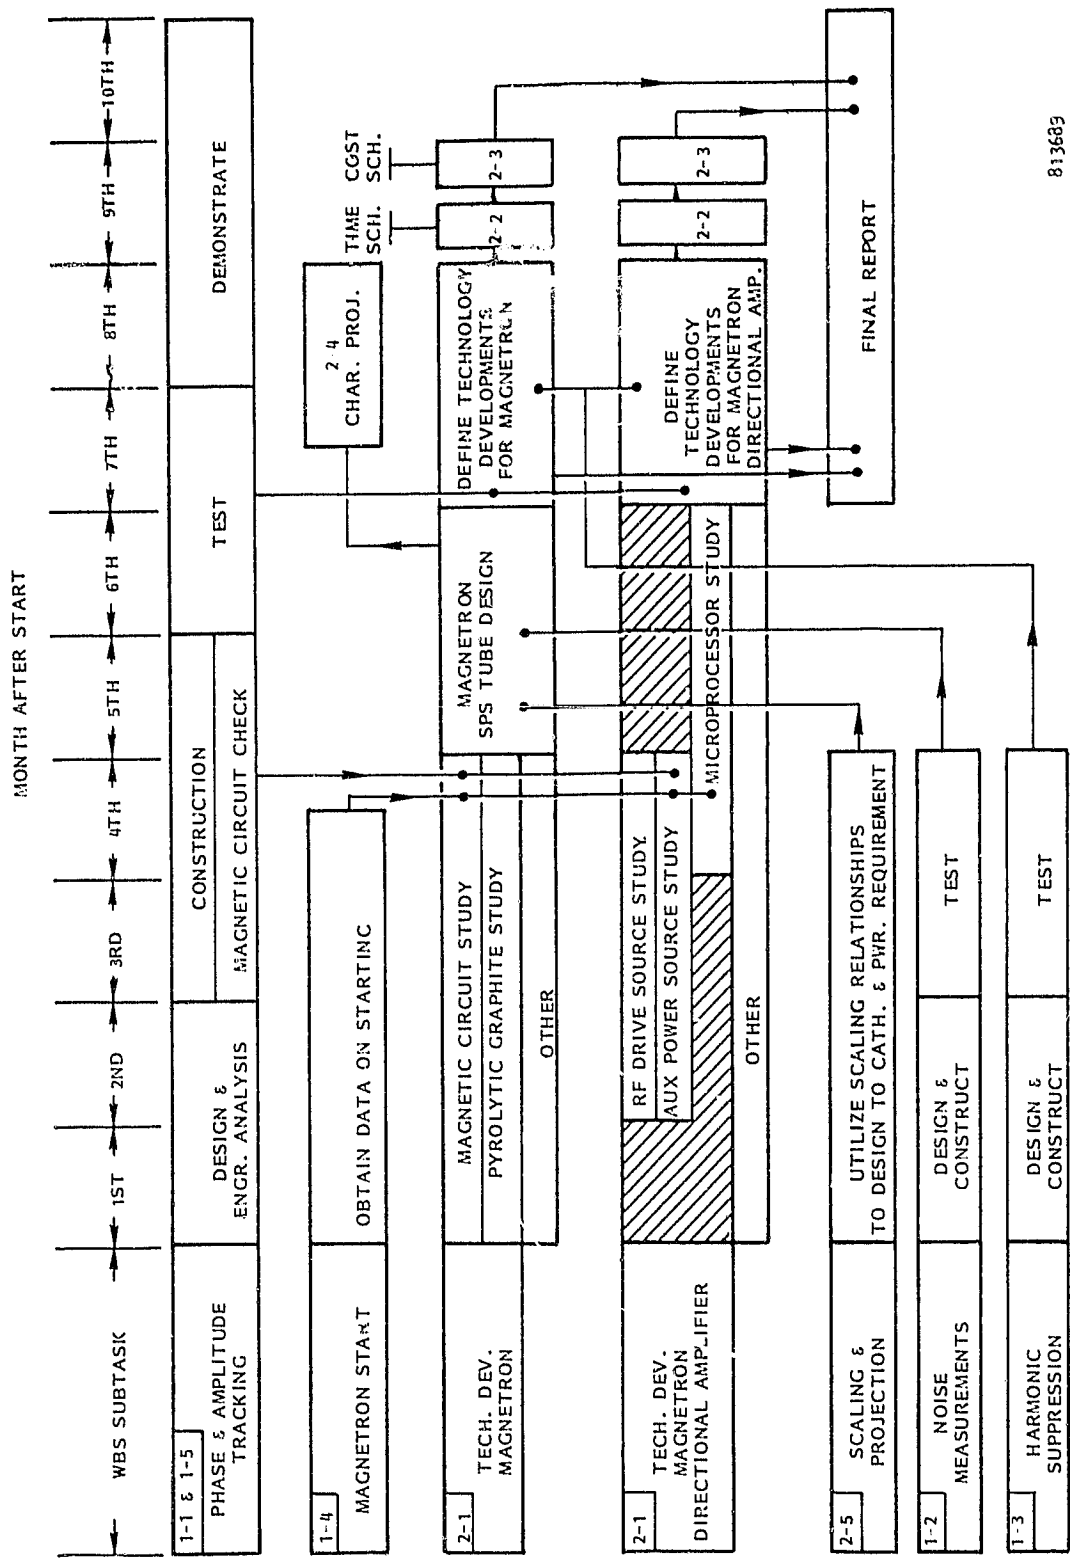 MONTH AFTER START
WBS SUBTASK
1ST
2ND
3RD
4TH
5TH
6TH
7TH
8TH
9TH
10TH
1-1 & 1-5
PHASE & AMPLITUDE
TRACKING
DESIGN &
ENGR. ANALYSIS
CONSTRUCTION
MAGNETIC CIRCUIT CHECK
TEST
DEMONSTRATE
1-4
MAGNETRON START
OBTAIN DATA ON STARTINC
2-4
CHAR. PROJ.
TIME
SCH.
COST
SCH.
2-1
TECH. DEV.
MAGNETRON
MAGNETIC CIRCUIT STUDY
PYROLYTIC GRAPHITE STUDY
OTHER
MAGNETRON
SPS TUBE DESIGN
DEFINE TECHNOLOGY
DEVELOPMENTS
FOR MAGNETRON
2-2
2-3
2-1
TECH. DEV.
MAGNETRON
DIRECTIONAL AMPLIFIER
RF DRIVE SOURCE STUDY.
AUX POWER SOURCE STUDY
MICROPROCESSOR STUDY
OTHER
DEFINE
TECHNOLOGY
DEVELOPMENTS
FOR MAGNETRON
DIRECTIONAL AMP.
2-2
2-3
FINAL REPORT
2-5
SCALING &
PROJECTION
UTILIZE SCALING RELATIONSHIPS
TO DESIGN TO CATH. & PWR. REQUIREMENT
1-2
NOISE
MEASUREMENTS
DESIGN &
CONSTRUCT
TEST
1-3
HARMONIC
SUPPRESSION
DESIGN &
CONSTRUCT
TEST
813689